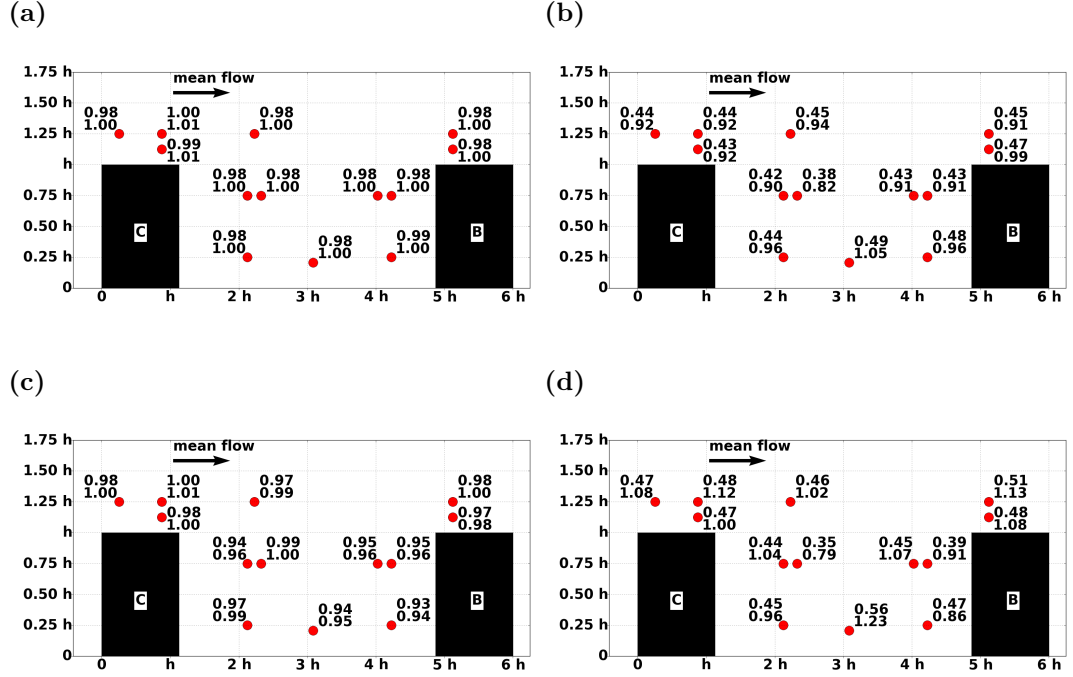 (a)
(b)
1.75 h
mean flow
1.50 h
0.98
1.00
1.00
1.01
0.98
1.00
0.98
1.00
1.25 h
0.99
1.01
0.98
1.00
h
0.98
1.00
0.98
1.00
0.98
1.00
0.98
1.00
0.75 h
0.50 h
C
B
0.98
1.00
0.98
1.00
0.99
1.00
0.25 h
0
0
h
2 h
3 h
4 h
5 h
6 h
1.75 h
mean flow
1.50 h
0.44
0.92
0.44
0.92
0.45
0.94
0.45
0.91
1.25 h
0.43
0.92
0.47
0.99
h
0.42
0.90
0.38
0.82
0.43
0.91
0.43
0.91
0.75 h
0.50 h
C
B
0.44
0.96
0.49
1.05
0.48
0.96
0.25 h
0
0
h
2 h
3 h
4 h
5 h
6 h
(c)
(d)
1.75 h
mean flow
1.50 h
0.98
1.00
1.00
1.01
0.97
0.99
0.98
1.00
1.25 h
0.98
1.00
0.97
0.98
h
0.94
0.96
0.99
1.00
0.95
0.96
0.95
0.96
0.75 h
0.50 h
C
B
0.97
0.99
0.94
0.95
0.93
0.94
0.25 h
0
0
h
2 h
3 h
4 h
5 h
6 h
1.75 h
mean flow
1.50 h
0.47
1.08
0.48
1.12
0.46
1.02
0.51
1.13
1.25 h
0.47
1.00
0.48
1.08
h
0.44
1.04
0.35
0.79
0.45
1.07
0.39
0.91
0.75 h
0.50 h
C
B
0.45
0.96
0.56
1.23
0.47
0.86
0.25 h
0
0
h
2 h
3 h
4 h
5 h
6 h